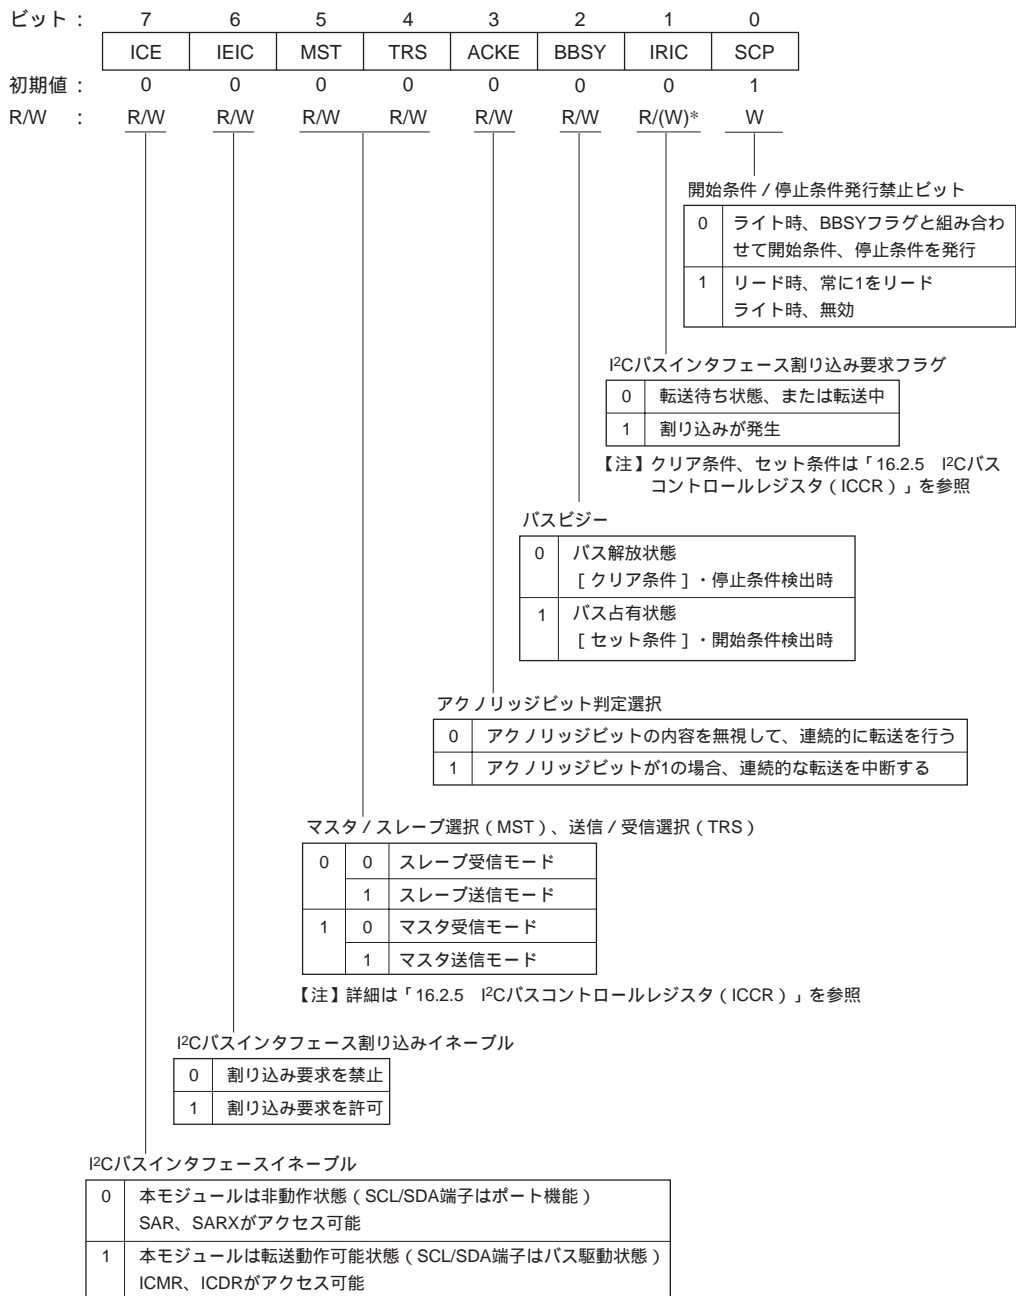 ビット： 7 6 5 4 3 2 1 0
ICE IEIC MST TRS ACKE BBSY IRIC SCP
初期値： 0 0 0 0 0 0 0 1
R/W ： R/W R/W R/W R/W R/W R/W R/(W)* W
開始条件／停止条件発行禁止ビット
0 ライト時、BBSYフラグと組み合わ
せて開始条件、停止条件を発行
1 リード時、常に1をリード
ライト時、無効
I²Cバスインタフェース割り込み要求フラグ
0 転送待ち状態、または転送中
1 割り込みが発生
【注】クリア条件、セット条件は「16.2.5 I²Cバス
コントロールレジスタ（ICCR）」を参照
バスビジー
0 バス解放状態
［クリア条件］・停止条件検出時
1 バス占有状態
［セット条件］・開始条件検出時
アクノリッジビット判定選択
0 アクノリッジビットの内容を無視して、連続的に転送を行う
1 アクノリッジビットが1の場合、連続的な転送を中断する
マスタ／スレーブ選択（MST）、送信／受信選択（TRS）
0 0 スレーブ受信モード
1 スレーブ送信モード
1 0 マスタ受信モード
1 マスタ送信モード
【注】詳細は「16.2.5 I²Cバスコントロールレジスタ（ICCR）」を参照
I²Cバスインタフェース割り込みイネーブル
0 割り込み要求を禁止
1 割り込み要求を許可
I²Cバスインタフェースイネーブル
0 本モジュールは非動作状態（SCL/SDA端子はポート機能）
SAR、SARXがアクセス可能
1 本モジュールは転送動作可能状態（SCL/SDA端子はバス駆動状態）
ICMR、ICDRがアクセス可能